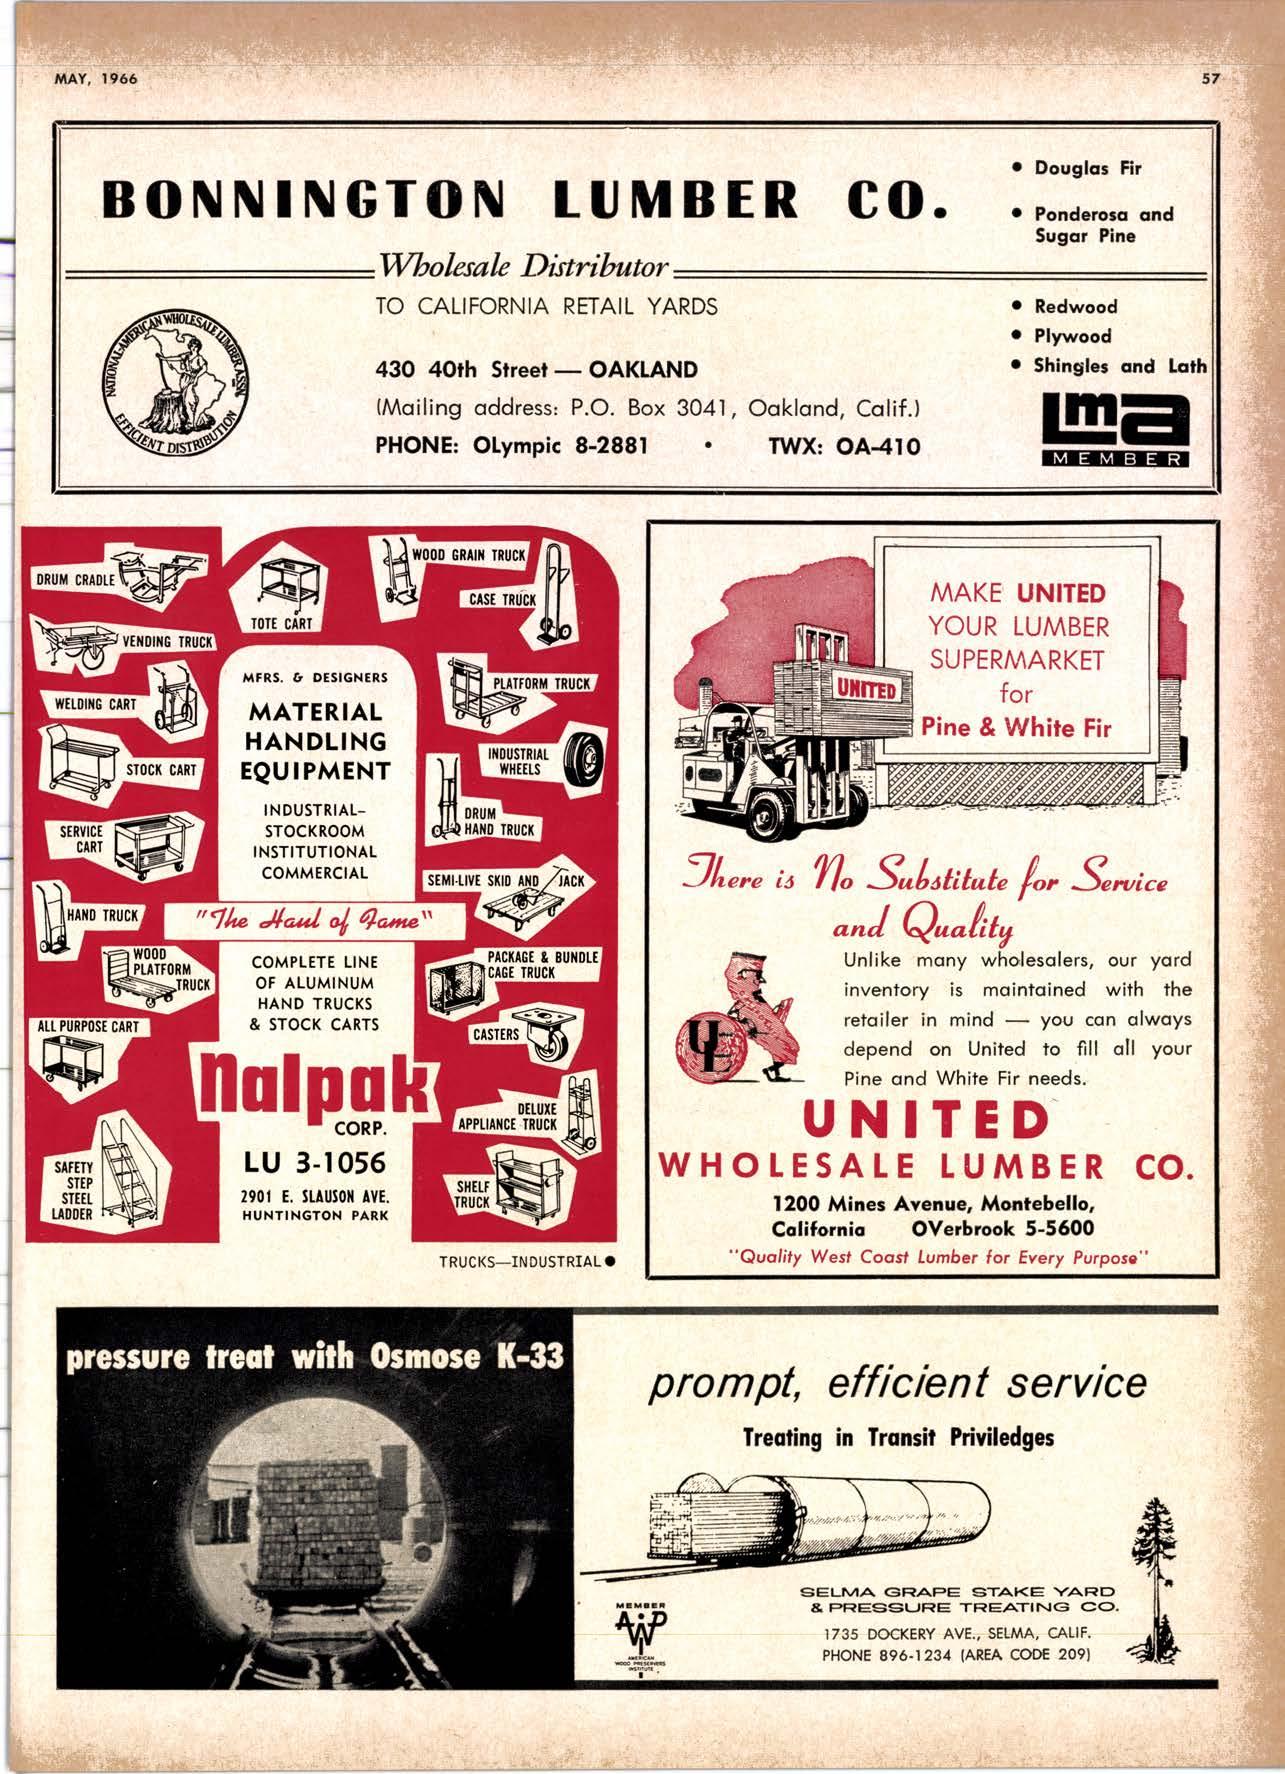 MAY, 1966
57
BONNINGTON LUMBER CO.
Wholesale Distributor
TO CALIFORNIA RETAIL YARDS
430 40th Street — OAKLAND
(Mailing address: P.O. Box 3041, Oakland, Calif.)
PHONE: OLympic 8-2881 • TWX: OA-410
NATIONAL-AMERICAN WHOLESALE LUMBER ASSN.
EFFICIENT DISTRIBUTION
• Douglas Fir
• Ponderosa and
Sugar Pine
• Redwood
• Plywood
• Shingles and Lath
Lma
MEMBER
DRUM CRADLE
TOTE CART
WOOD GRAIN TRUCK
CASE TRUCK
VENDING TRUCK
WELDING CART
PLATFORM TRUCK
STOCK CART
INDUSTRIAL
WHEELS
DRUM
HAND TRUCK
SERVICE
CART
SEMI-LIVE SKID AND JACK
HAND TRUCK
WOOD
PLATFORM
TRUCK
PACKAGE & BUNDLE
CAGE TRUCK
ALL PURPOSE CART
CASTERS
DELUXE
APPLIANCE TRUCK
SAFETY
STEP
STEEL
LADDER
SHELF
TRUCK
MFRS. & DESIGNERS
MATERIAL
HANDLING
EQUIPMENT
INDUSTRIAL-
STOCKROOM
INSTITUTIONAL
COMMERCIAL
"The Haul of Fame"
COMPLETE LINE
OF ALUMINUM
HAND TRUCKS
& STOCK CARTS
Nalpak
CORP.
LU 3-1056
2901 E. SLAUSON AVE.
HUNTINGTON PARK
TRUCKS—INDUSTRIAL●
MAKE UNITED
YOUR LUMBER
SUPERMARKET
for
Pine & White Fir
UNITED
There is No Substitute for Service
and Quality
Unlike many wholesalers, our yard
inventory is maintained with the
retailer in mind — you can always
depend on United to fill all your
Pine and White Fir needs.
UNITED
WHOLESALE LUMBER CO.
1200 Mines Avenue, Montebello,
California OVerbrook 5-5600
"Quality West Coast Lumber for Every Purpose"
pressure treat with Osmose K-33
prompt, efficient service
Treating in Transit Priviledges
SELMA GRAPE STAKE YARD
& PRESSURE TREATING CO.
1735 DOCKERY AVE., SELMA, CALIF.
PHONE 896-1234 (AREA CODE 209)
MEMBER
AWPI
AMERICAN
WOOD PRESERVERS
INSTITUTE